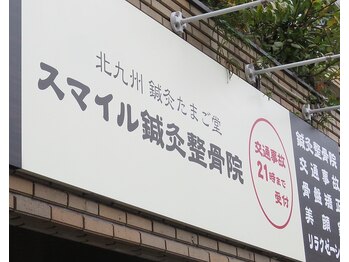 北九州 鍼灸たまご堂
スマイル鍼灸整骨院
交通事故
21時まで
受付
鍼灸整骨院
交通事故
骨盤矯正
美顔
リラクゼーシ